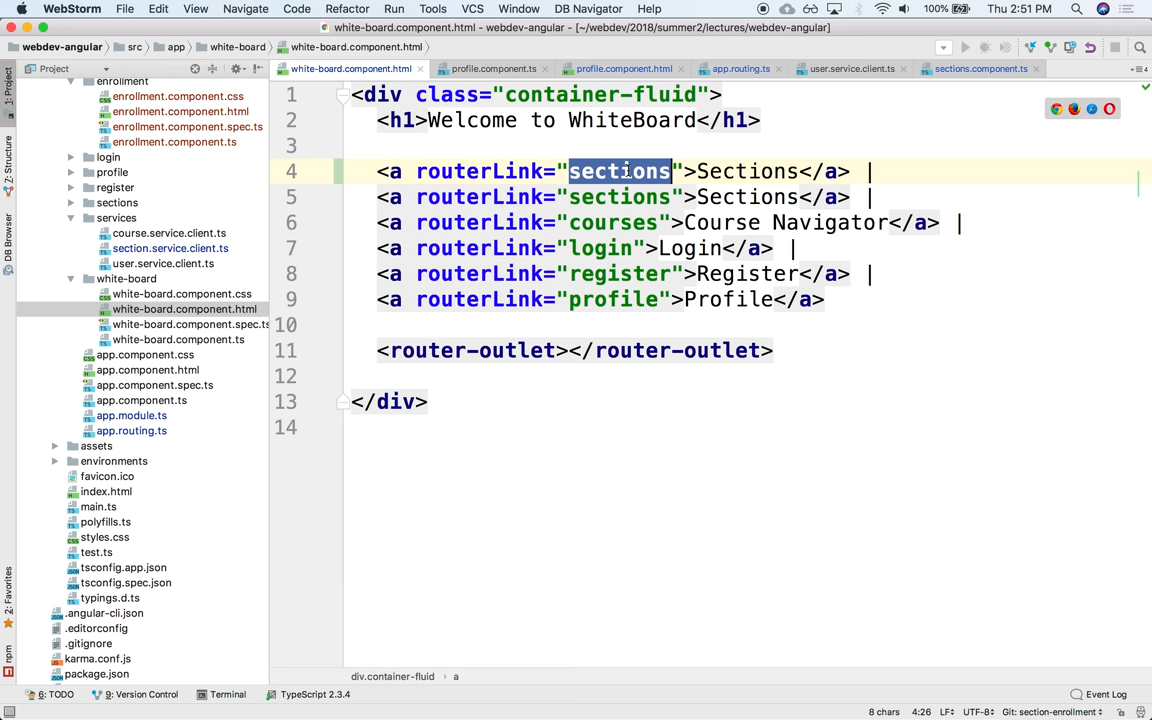 WebStorm File Edit View Navigate Code Refactor Run Tools VCS Window DB Navigator Help 100% Thu 2:51 PM
white-board.component.html - webdev-angular - [~/webdev/2018/summer2/lectures/webdev-angular]
webdev-angular src app white-board white-board.component.html
Project white-board.component.html profile.component.ts profile.component.html app.routing.ts user.service.client.ts sections.component.ts 4
1: Project
7: Structure
DB Browser
2: Favorites
npm
enrollment
enrollment.component.css
enrollment.component.html
enrollment.component.spec.ts
enrollment.component.ts
login
profile
register
sections
services
course.service.client.ts
section.service.client.ts
user.service.client.ts
white-board
white-board.component.css
white-board.component.html
white-board.component.spec.ts
white-board.component.ts
app.component.css
app.component.html
app.component.spec.ts
app.component.ts
app.module.ts
app.routing.ts
assets
environments
favicon.ico
index.html
main.ts
polyfills.ts
styles.css
test.ts
tsconfig.app.json
tsconfig.spec.json
typings.d.ts
.angular-cli.json
.editorconfig
.gitignore
karma.conf.js
package.json
1 <div class="container-fluid">
2 <h1>Welcome to WhiteBoard</h1>
3
4 <a routerLink="sections">Sections</a> |
5 <a routerLink="sections">Sections</a> |
6 <a routerLink="courses">Course Navigator</a> |
7 <a routerLink="login">Login</a> |
8 <a routerLink="register">Register</a> |
9 <a routerLink="profile">Profile</a>
10
11 <router-outlet></router-outlet>
12
13 </div>
14
div.container-fluid a
6: TODO 9: Version Control Terminal TypeScript 2.3.4 Event Log
8 chars 4:26 LF UTF-8 Git: section-enrollment